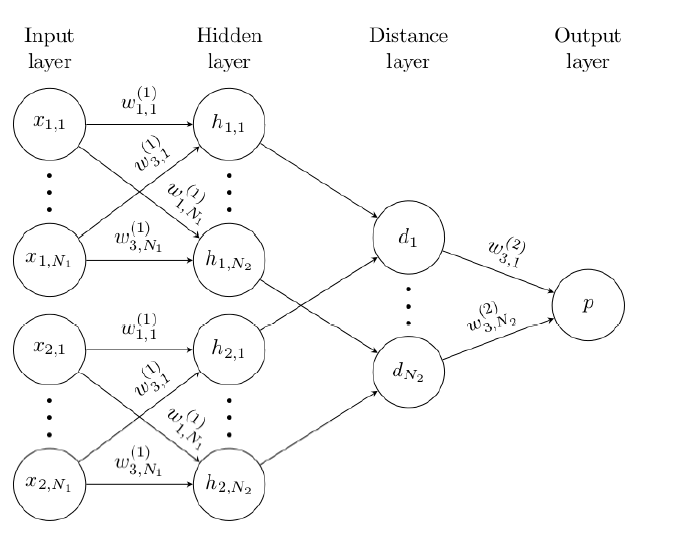 Input layer
Hidden layer
Distance layer
Output layer
x_{1,1}
w_{1,1}^{(1)}
h_{1,1}
w_{3,1}^{(1)}
w_{1,N_1}^{(1)}
x_{1,N_1}
w_{3,N_1}^{(1)}
h_{1,N_2}
x_{2,1}
w_{1,1}^{(1)}
h_{2,1}
w_{3,1}^{(1)}
w_{1,N_1}^{(1)}
x_{2,N_1}
w_{3,N_1}^{(1)}
h_{2,N_2}
d_1
d_{N_2}
w_{3,1}^{(2)}
w_{3,N_2}^{(2)}
p